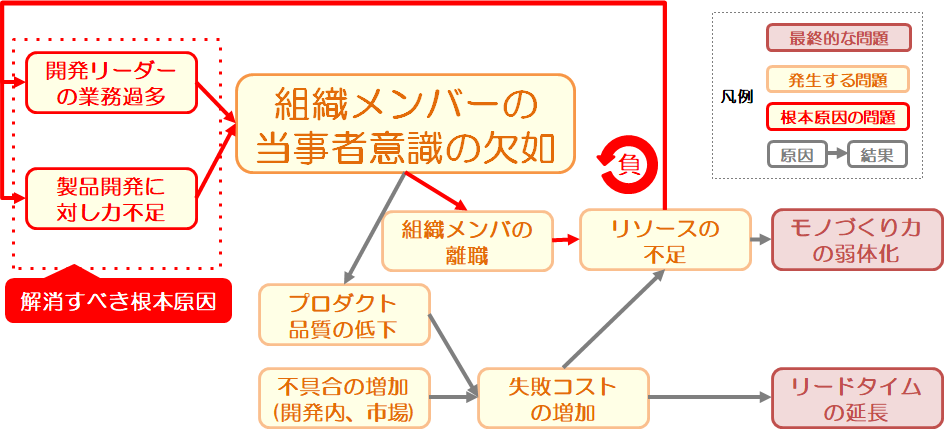 開発リーダー
の業務過多
製品開発に
対し力不足
解消すべき根本原因
組織メンバーの
当事者意識の欠如
負
組織メンバの
離職
リソースの
不足
モノづくり力
の弱体化
プロダクト
品質の低下
不具合の増加
(開発内、市場)
失敗コスト
の増加
リードタイム
の延長
凡例
最終的な問題
発生する問題
根本原因の問題
原因
結果